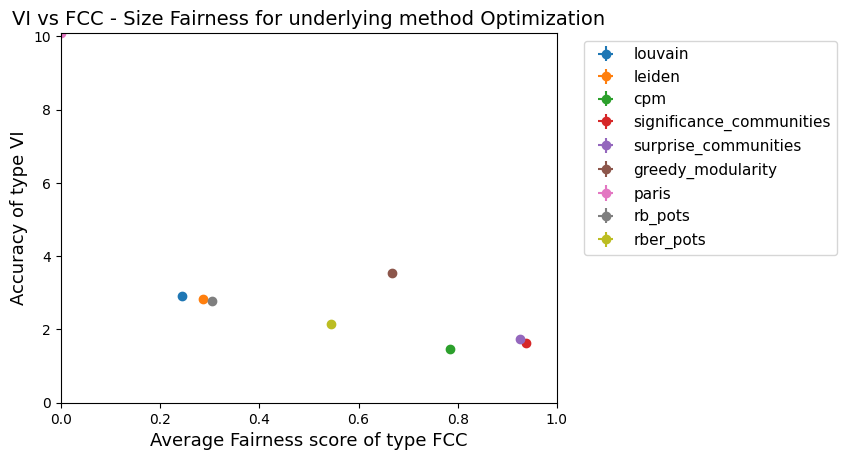 VI vs FCC - Size Fairness for underlying method Optimization
10
8
6
4
2
0
Accuracy of type VI
0.0 0.2 0.4 0.6 0.8 1.0
Average Fairness score of type FCC
louvain
leiden
cpm
significance_communities
surprise_communities
greedy_modularity
paris
rb_pots
rber_pots